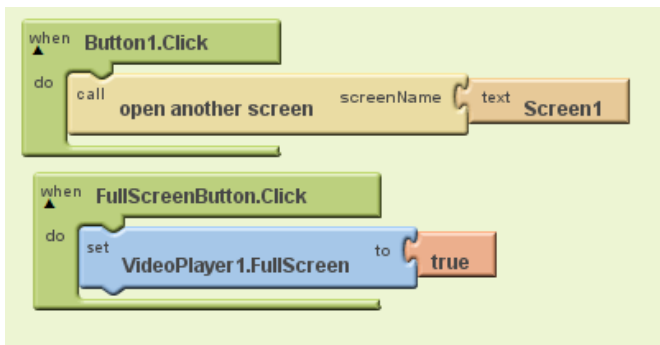 when Button1.Click
do call open another screen screenName text Screen1
when FullScreenButton.Click
do set VideoPlayer1.FullScreen to true